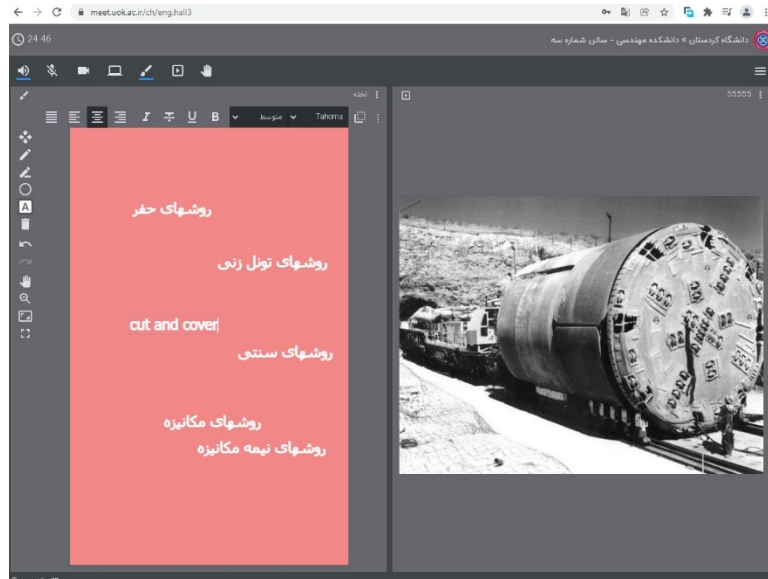 meet.uok.ac.ir/ch/eng.hall3
24:46
دانشگاه کردستان > دانشکده مهندسی - سالن شماره سه
تخته
55555
B U T I متوسط Tahoma
A
روشهای حفر
روشهای تونل زنی
cut and cover
روشهای سنتی
روشهای مکانیزه
روشهای نیمه مکانیزه